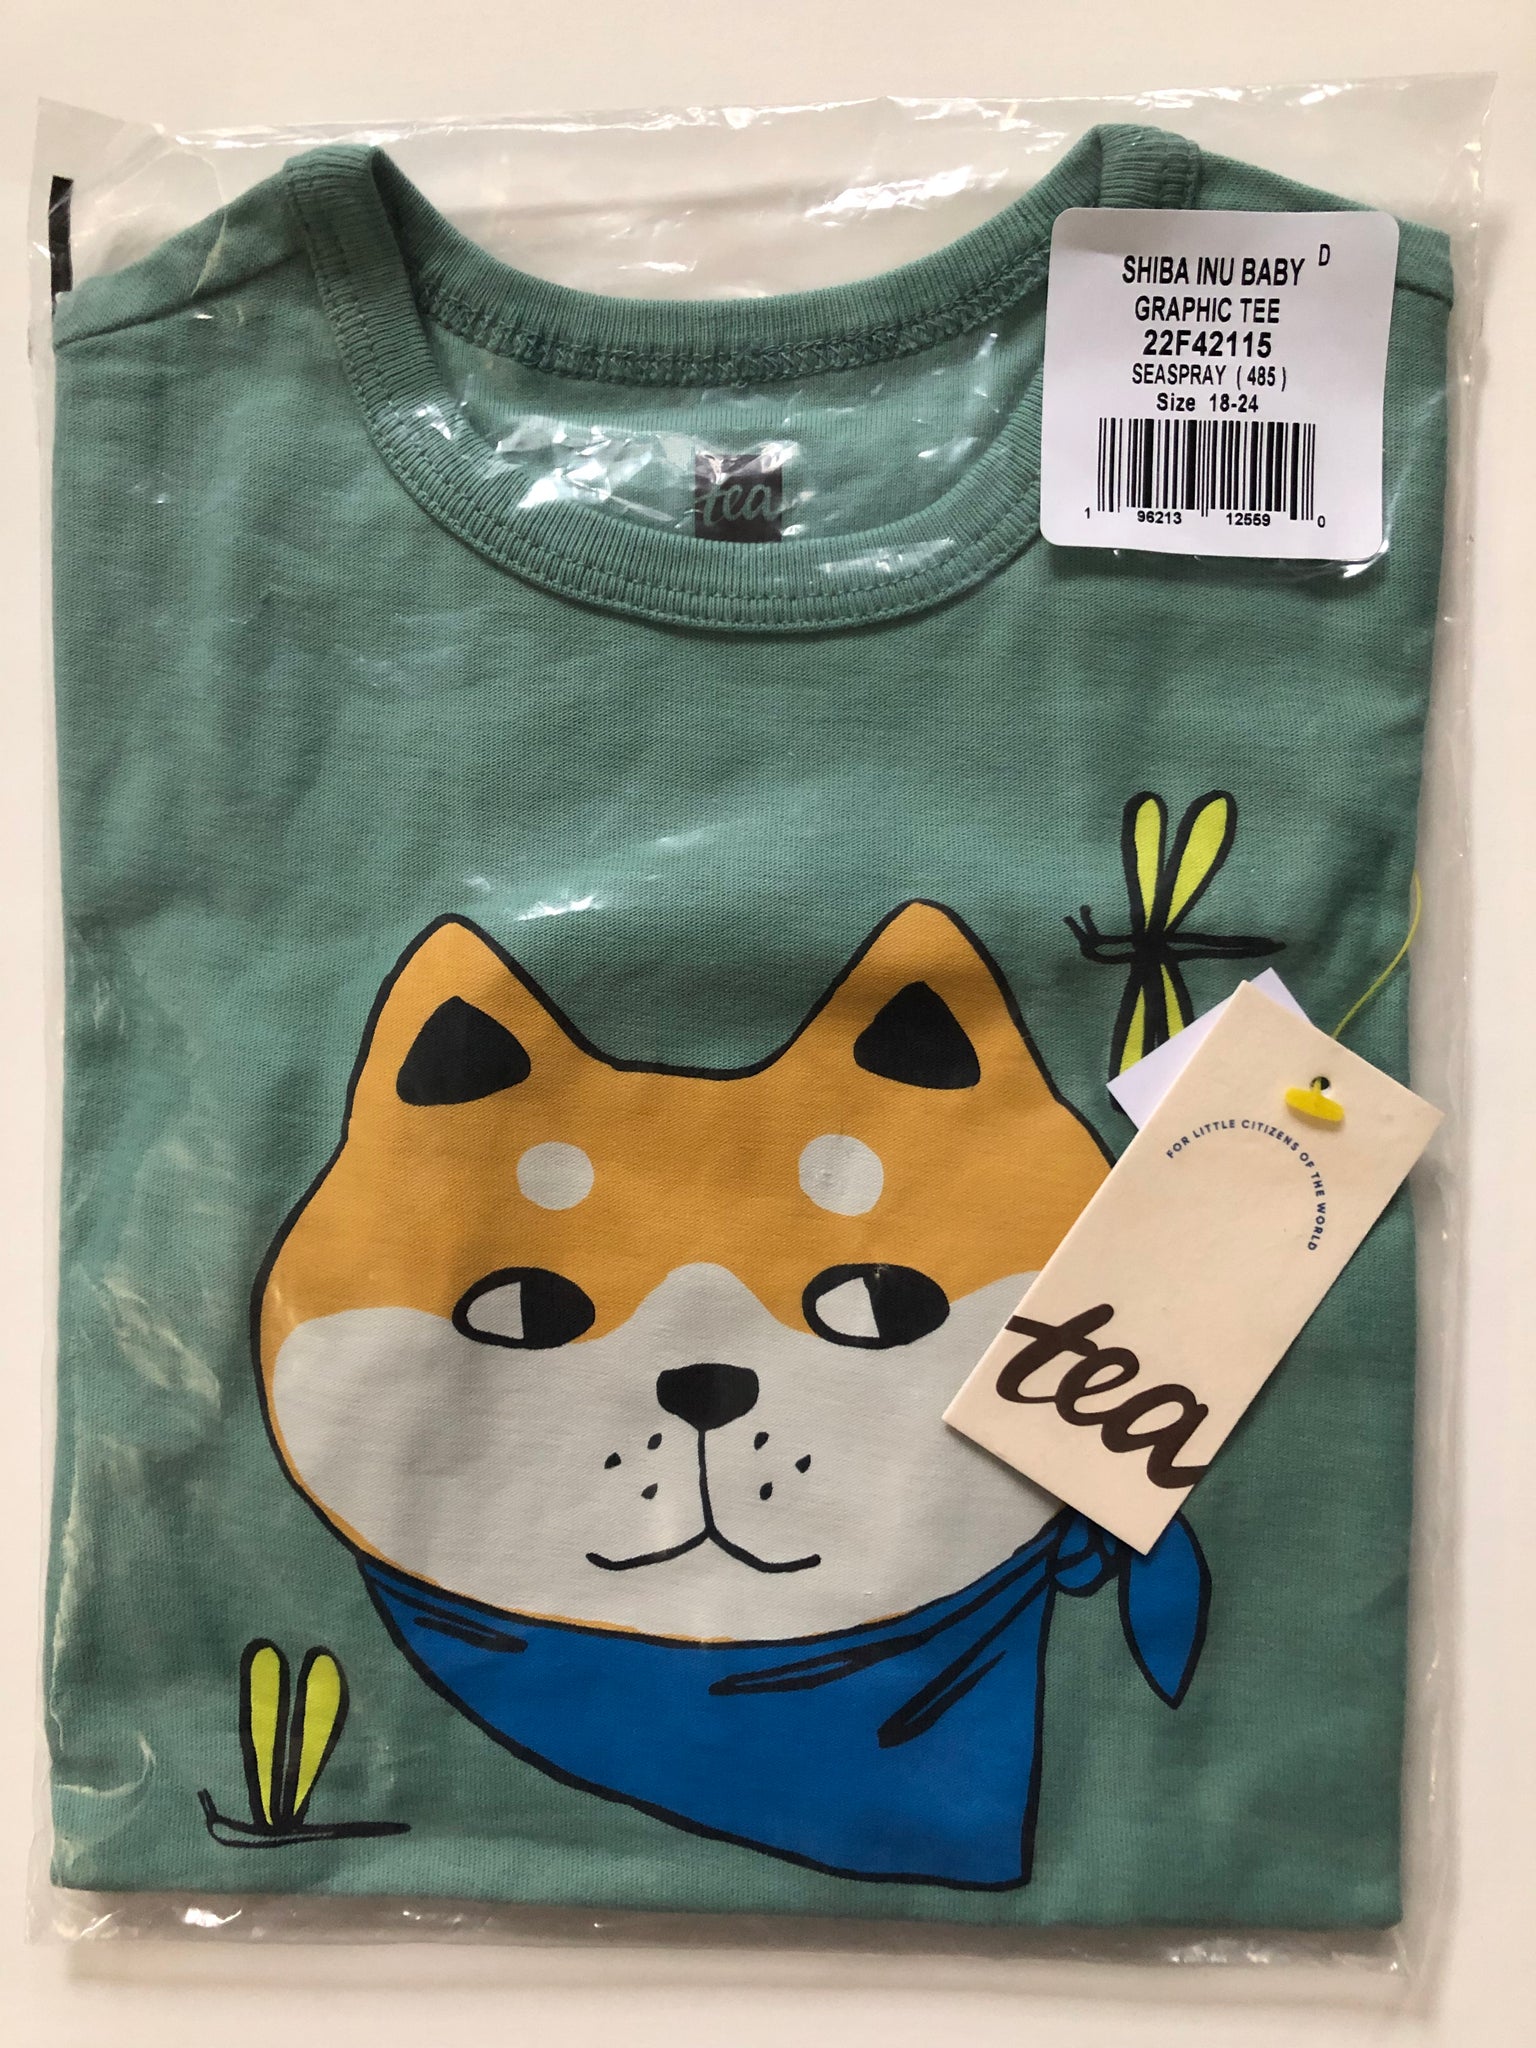 SHIBA INU BABY D
GRAPHIC TEE
22F42115
SEASPRAY ( 485 )
Size 18-24
1 96213 12559 0
tea
FOR LITTLE CITIZENS OF THE WORLD
tea